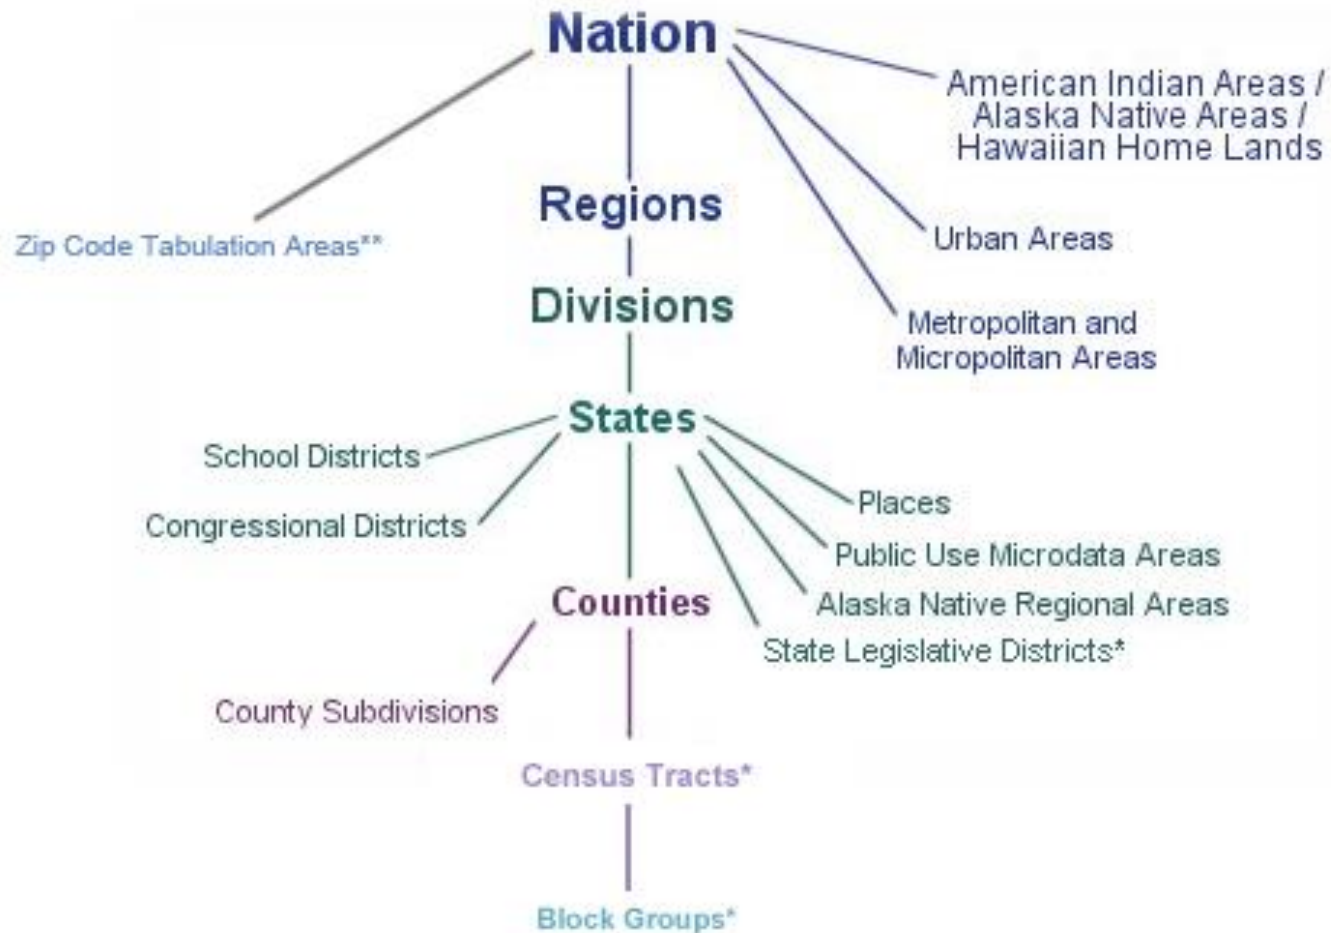 Nation
American Indian Areas /
Alaska Native Areas /
Hawaiian Home Lands
Regions
Zip Code Tabulation Areas**
Urban Areas
Divisions
Metropolitan and
Micropolitan Areas
States
School Districts
Congressional Districts
Places
Public Use Microdata Areas
Alaska Native Regional Areas
State Legislative Districts*
Counties
County Subdivisions
Census Tracts*
Block Groups*